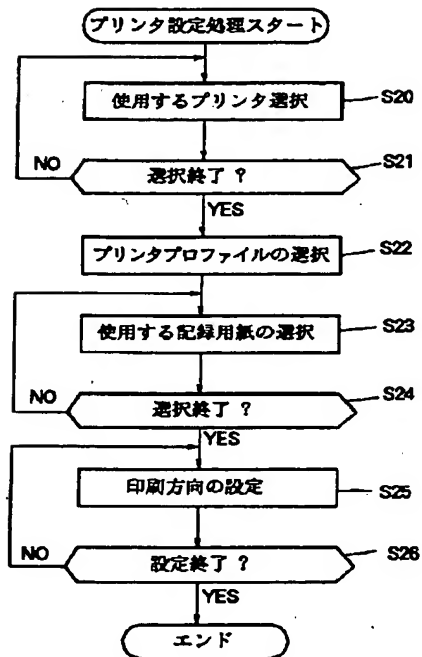 プリンタ設定処理スタート
使用するプリンタ選択
S20
選択終了 ?
S21
NO
YES
プリンタプロファイルの選択
S22
使用する記録用紙の選択
S23
選択終了 ?
S24
NO
YES
印刷方向の設定
S25
設定終了 ?
S26
NO
YES
エンド